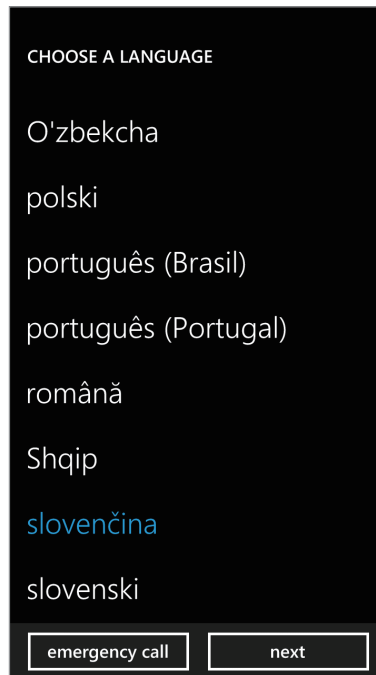 CHOOSE A LANGUAGE
O'zbekcha
polski
português (Brasil)
português (Portugal)
română
Shqip
slovenčina
slovenski
emergency call next